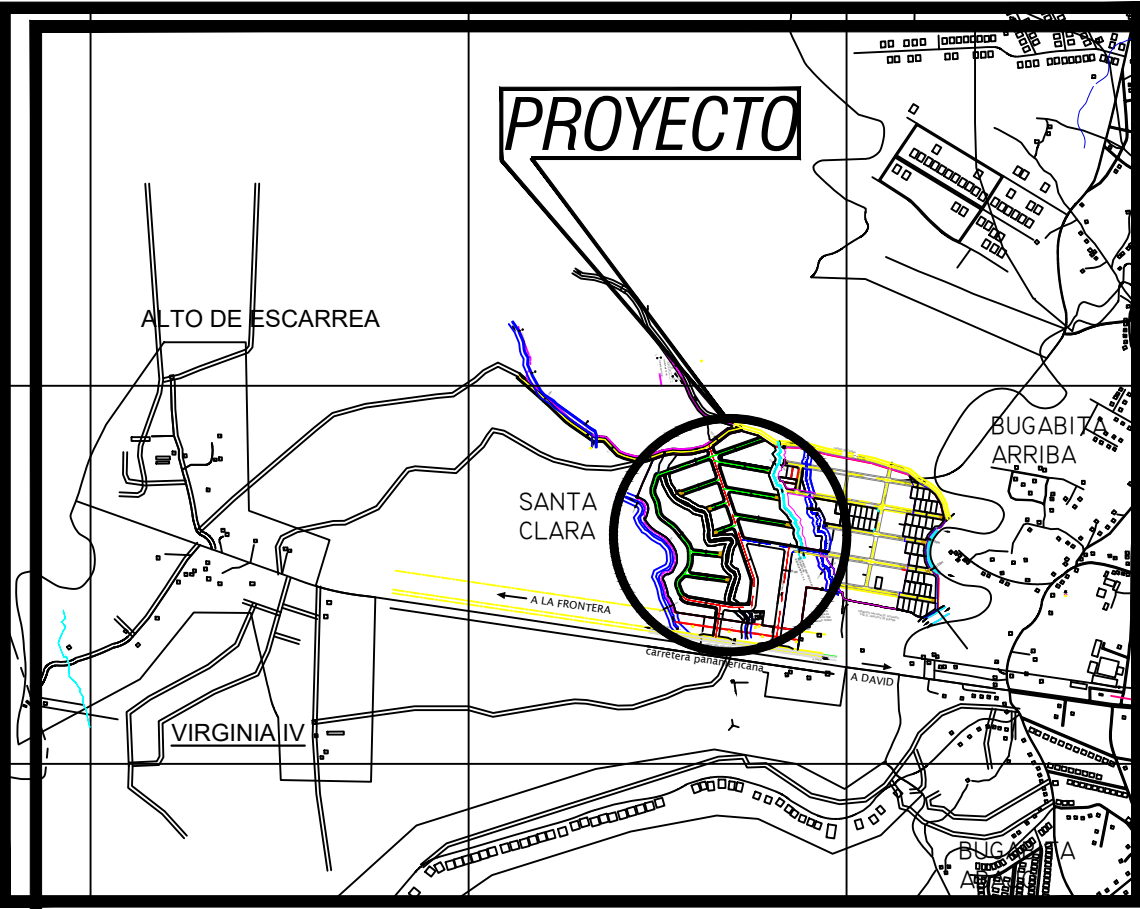 PROYECTO
ALTO DE ESCARREA
BUGABITA
ARRIBA
SANTA
CLARA
A LA FRONTERA
carretera panamericana
A DAVID
VIRGINIA IV
BUGABITA